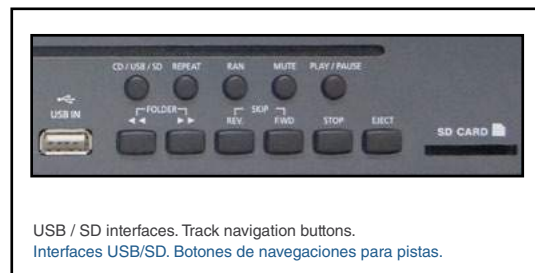 CD / USB / SD REPEAT RAN MUTE PLAY / PAUSE
USB IN
FOLDER SKIP
REV. FWD STOP EJECT
SD CARD
USB / SD interfaces. Track navigation buttons.
Interfaces USB/SD. Botones de navegaciones para pistas.